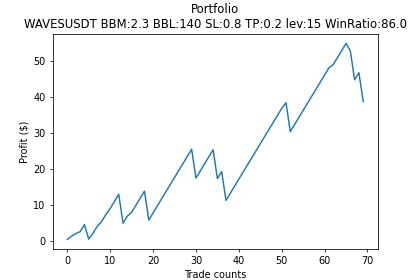 Portfolio
WAVESUSDT BBM:2.3 BBL:140 SL:0.8 TP:0.2 lev:15 WinRatio:86.0
Profit ($)
50
40
30
20
10
0
0 10 20 30 40 50 60 70
Trade counts